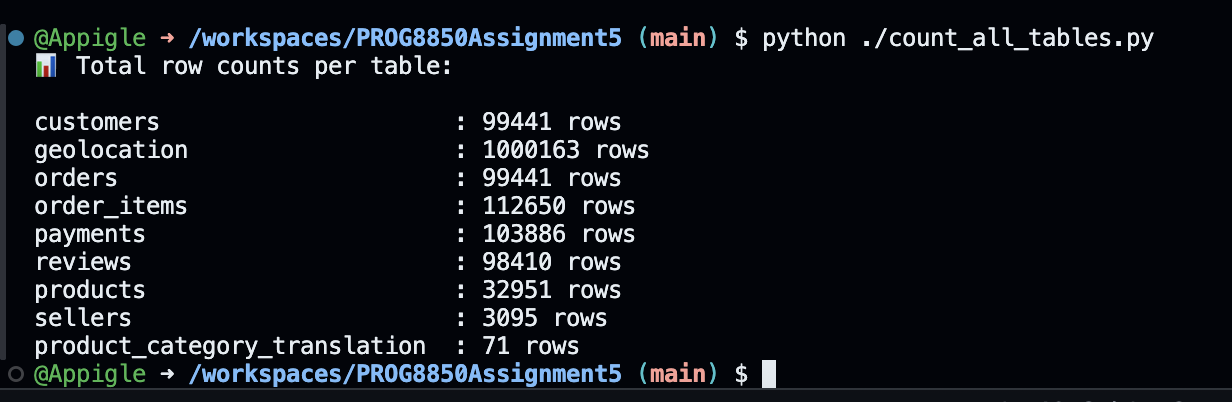 @Appigle → /workspaces/PROG8850Assignment5 (main) $ python ./count_all_tables.py
📊 Total row counts per table:
customers : 99441 rows
geolocation : 1000163 rows
orders : 99441 rows
order_items : 112650 rows
payments : 103886 rows
reviews : 98410 rows
products : 32951 rows
sellers : 3095 rows
product_category_translation : 71 rows
@Appigle → /workspaces/PROG8850Assignment5 (main) $